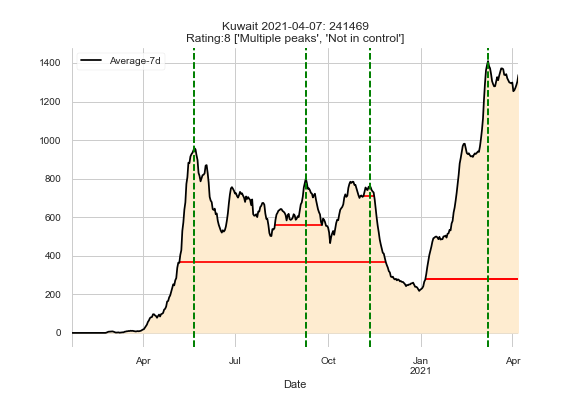 Kuwait 2021-04-07: 241469
Rating:8 ['Multiple peaks', 'Not in control']
Average-7d
1400
1200
1000
800
600
400
200
0
Apr
Jul
Oct
Jan
2021
Apr
Date